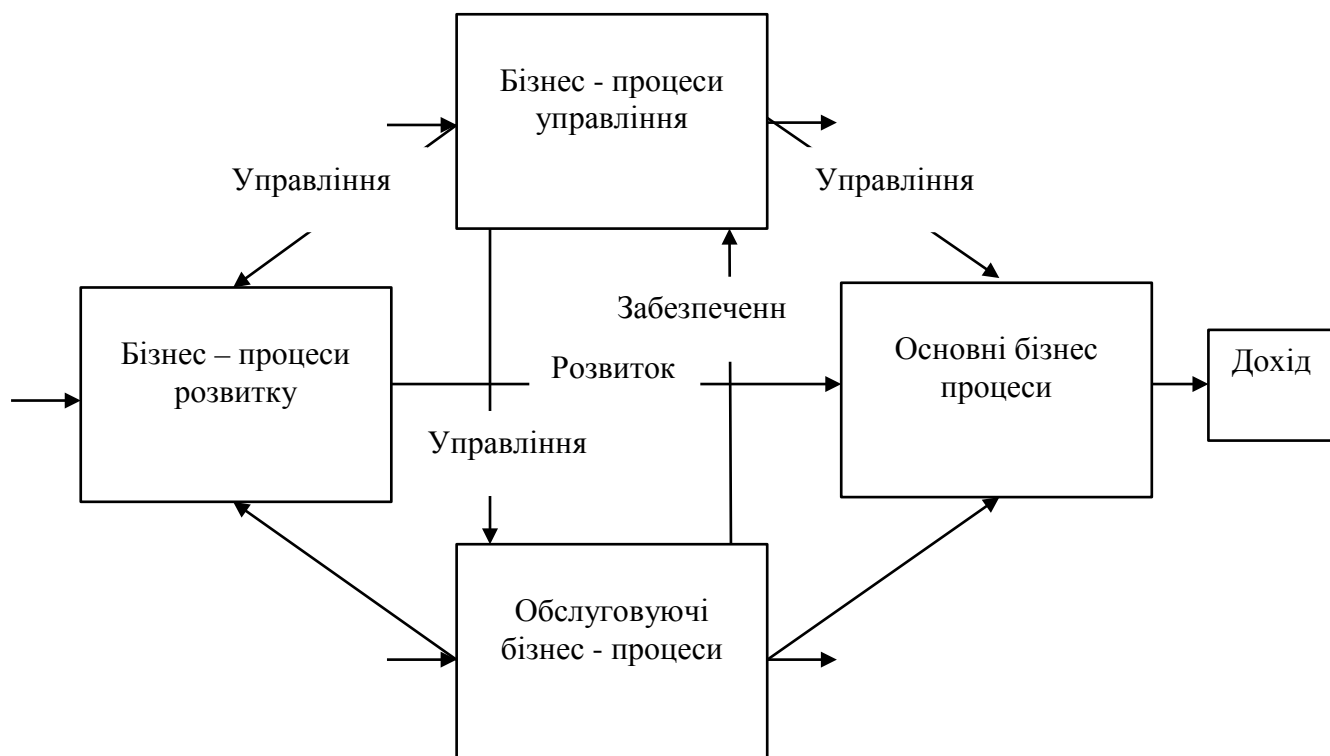 Бізнес - процеси
управління
Управління
Управління
Забезпеченн
Бізнес – процеси
розвитку
Розвиток
Основні бізнес
процеси
Дохід
Управління
Обслуговуючі
бізнес - процеси